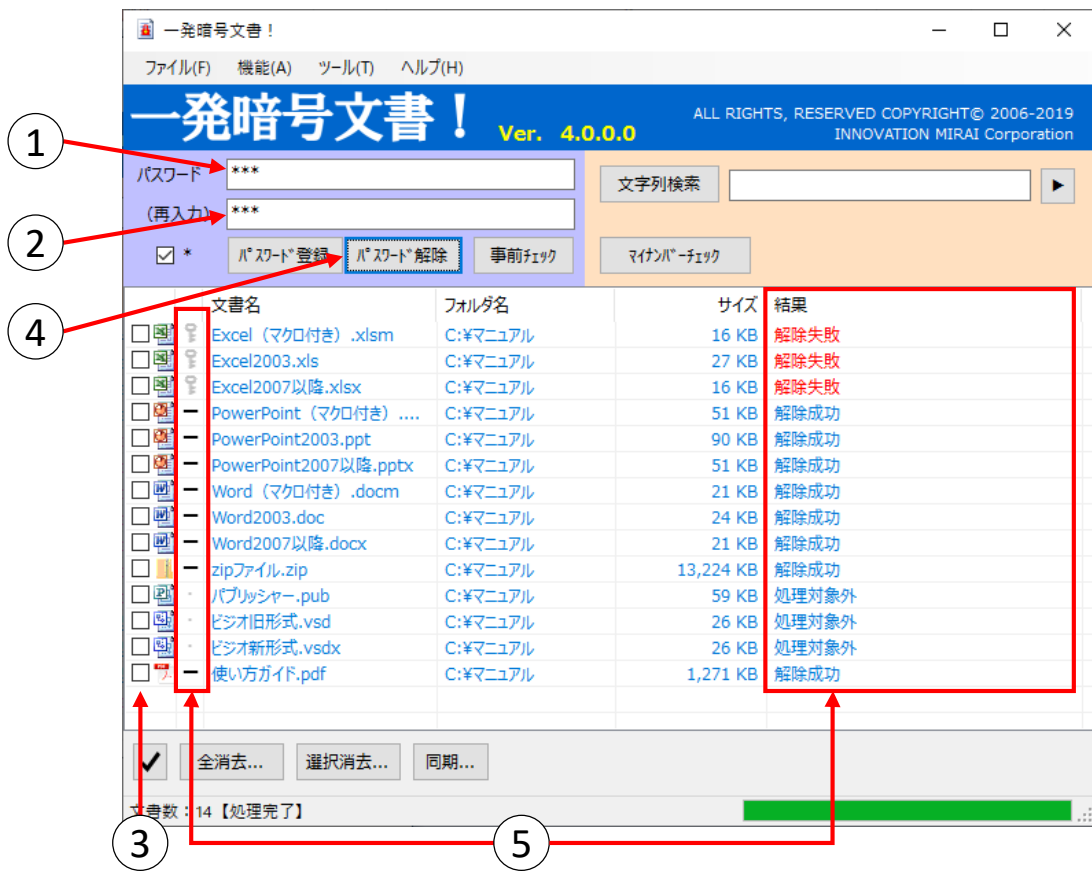 一発暗号文書！
ファイル(F) 機能(A) ツール(T) ヘルプ(H)
一発暗号文書！ Ver. 4.0.0.0
ALL RIGHTS, RESERVED COPYRIGHT© 2006-2019
INNOVATION MIRAI Corporation
①
パスワード ***
文字列検索 ▶
②
（再入力） ***
✓ * ﾊﾟｽﾜｰﾄﾞ登録 ﾊﾟｽﾜｰﾄﾞ解除 事前ﾁｪｯｸ ﾏｲﾅﾝﾊﾞｰﾁｪｯｸ
④
文書名 フォルダ名 サイズ 結果
Excel（マクロ付き）.xlsm C:¥マニュアル 16 KB 解除失敗
Excel2003.xls C:¥マニュアル 27 KB 解除失敗
Excel2007以降.xlsx C:¥マニュアル 16 KB 解除失敗
PowerPoint（マクロ付き）.... C:¥マニュアル 51 KB 解除成功
PowerPoint2003.ppt C:¥マニュアル 90 KB 解除成功
PowerPoint2007以降.pptx C:¥マニュアル 51 KB 解除成功
Word（マクロ付き）.docm C:¥マニュアル 21 KB 解除成功
Word2003.doc C:¥マニュアル 24 KB 解除成功
Word2007以降.docx C:¥マニュアル 21 KB 解除成功
zipファイル.zip C:¥マニュアル 13,224 KB 解除成功
パブリッシャー.pub C:¥マニュアル 59 KB 処理対象外
ビジオ旧形式.vsd C:¥マニュアル 26 KB 処理対象外
ビジオ新形式.vsdx C:¥マニュアル 26 KB 処理対象外
使い方ガイド.pdf C:¥マニュアル 1,271 KB 解除成功
全消去... 選択消去... 同期...
文書数：14【処理完了】
③ ⑤